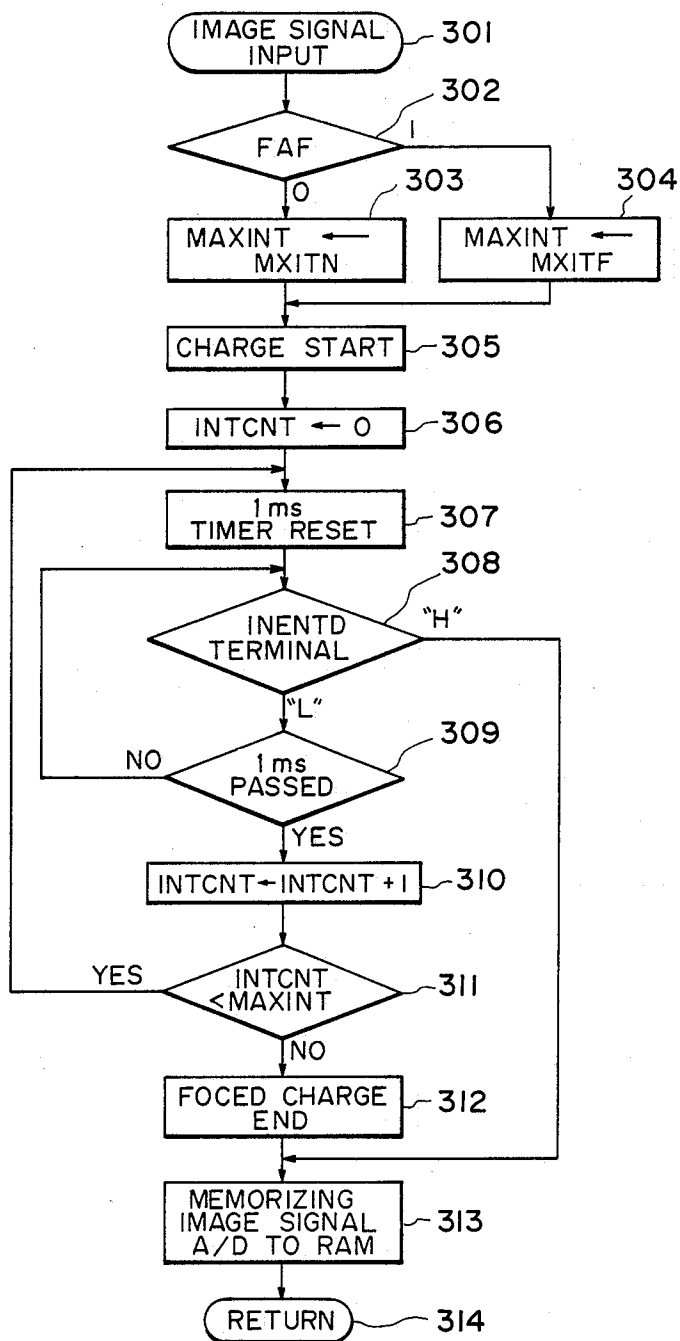 IMAGE SIGNAL
INPUT
301
302
FAF
1
0
303
304
MAXINT ←
MXITN
MAXINT ←
MXITF
CHARGE START
305
INTCNT ← 0
306
1ms
TIMER RESET
307
308
INENTD
TERMINAL
"H"
"L"
309
1ms
PASSED
NO
YES
INTCNT←INTCNT +1
310
YES
INTCNT
<MAXINT
311
NO
FOCED CHARGE
END
312
MEMORIZING
IMAGE SIGNAL
A/D TO RAM
313
RETURN
314